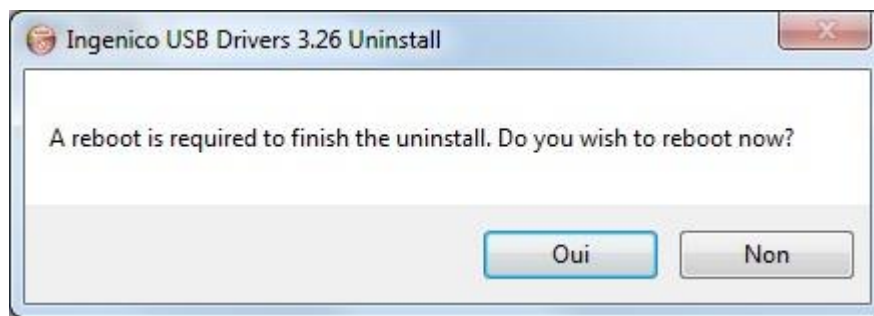 Ingenico USB Drivers 3.26 Uninstall
A reboot is required to finish the uninstall. Do you wish to reboot now?
Oui Non